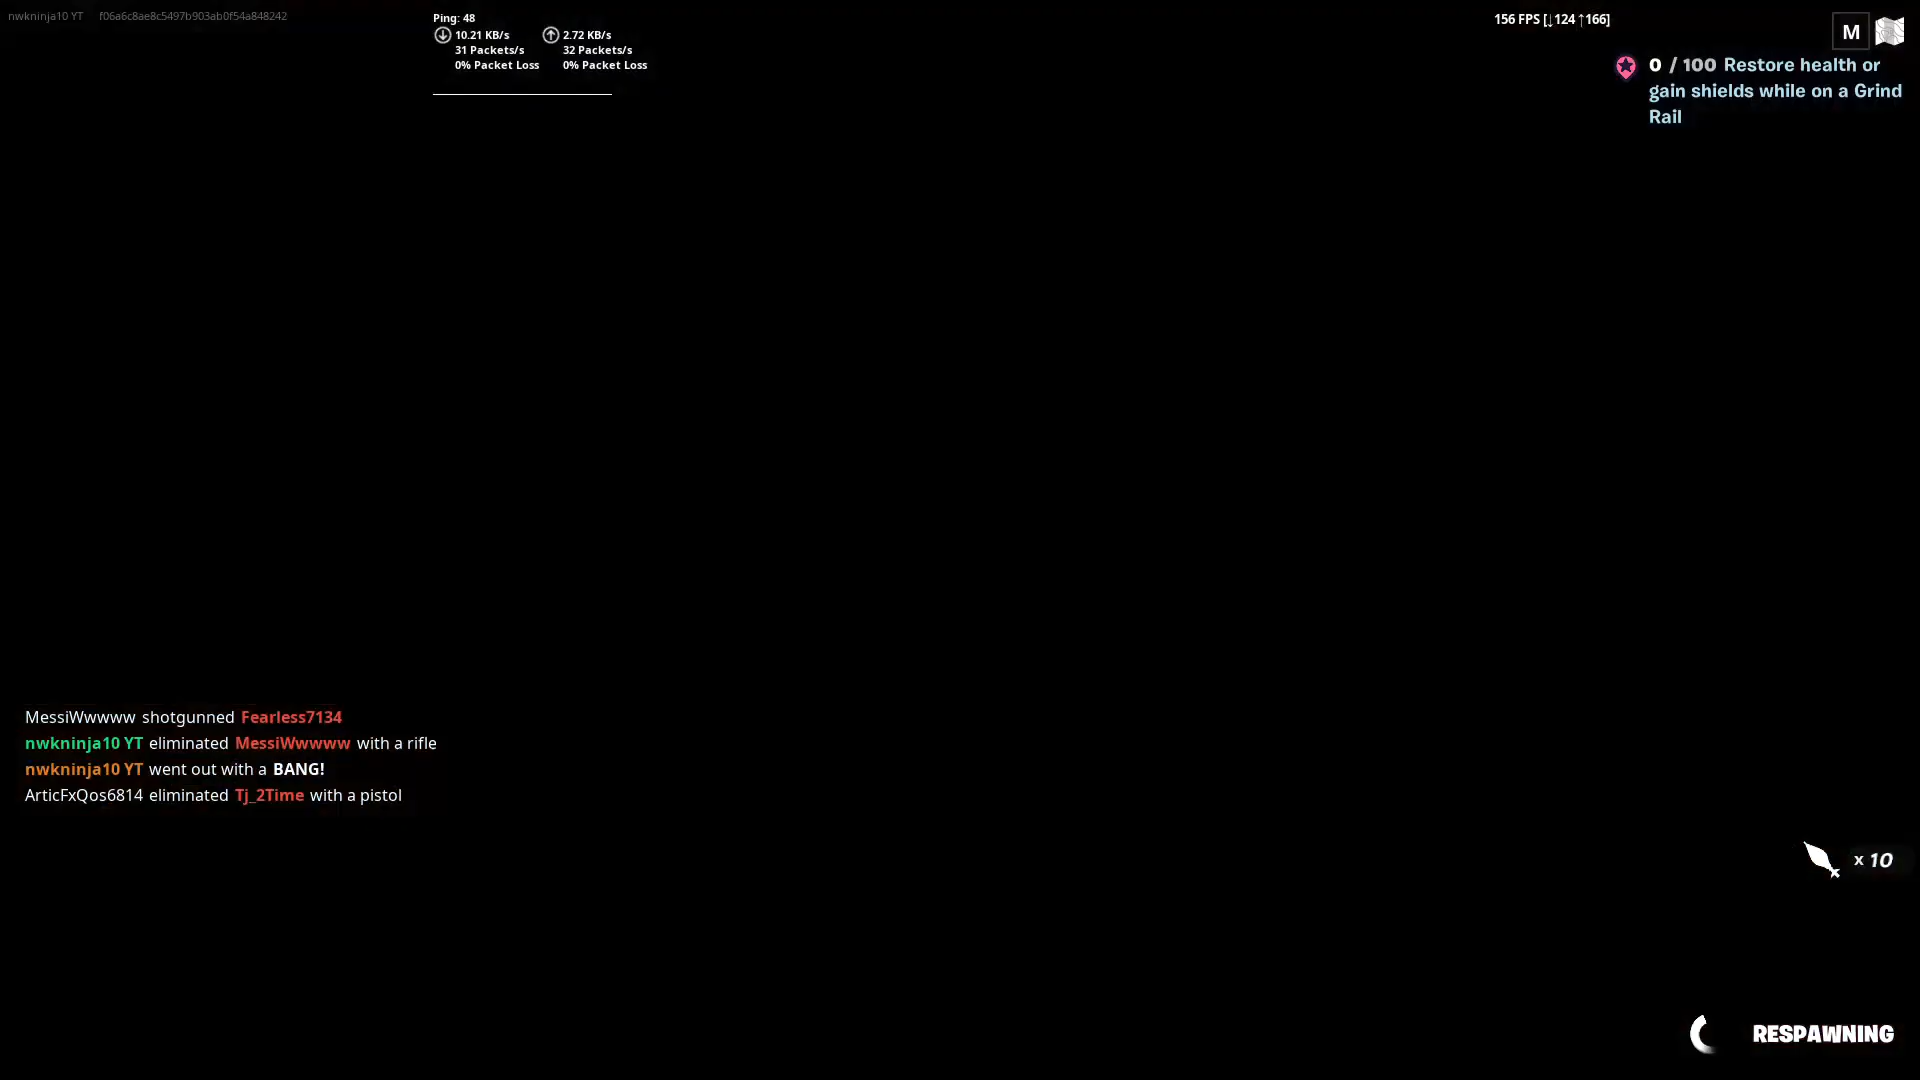 nwkninja10 YT f06a6c8ae8c5497b903ab0f54a848242
Ping: 48
10.21 KB/s 2.72 KB/s
31 Packets/s 32 Packets/s
0% Packet Loss 0% Packet Loss
156 FPS [↓124 ↑166]
M
0 / 100 Restore health or
gain shields while on a Grind
Rail
MessiWwwww shotgunned Fearless7134
nwkninja10 YT eliminated MessiWwwww with a rifle
nwkninja10 YT went out with a BANG!
ArticFxQos6814 eliminated Tj_2Time with a pistol
x 10
RESPAWNING